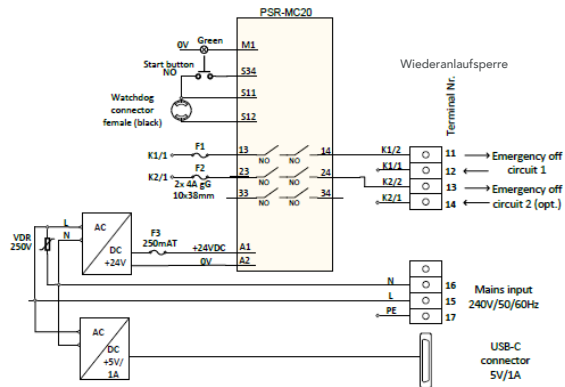 PSR-MC20
0V
Green
M1
Start button
NO
S34
S11
Watchdog
connector
female (black)
S12
Wiederanlaufsperre
Terminal Nr.
K1/1
F1
13
NO
NO
14
K1/2
11
Emergency off
circuit 1
K1/1
12
K2/1
F2
2x 4A gG
10x38mm
23
NO
NO
24
K2/2
13
Emergency off
circuit 2 (opt.)
K2/1
14
33
NO
NO
34
VDR
250V
L
N
AC
DC
+24V
F3
250mAT
+24VDC
A1
0V
A2
N
16
L
15
PE
17
Mains input
240V/50/60Hz
AC
DC
+5V/
1A
USB-C
connector
5V/1A